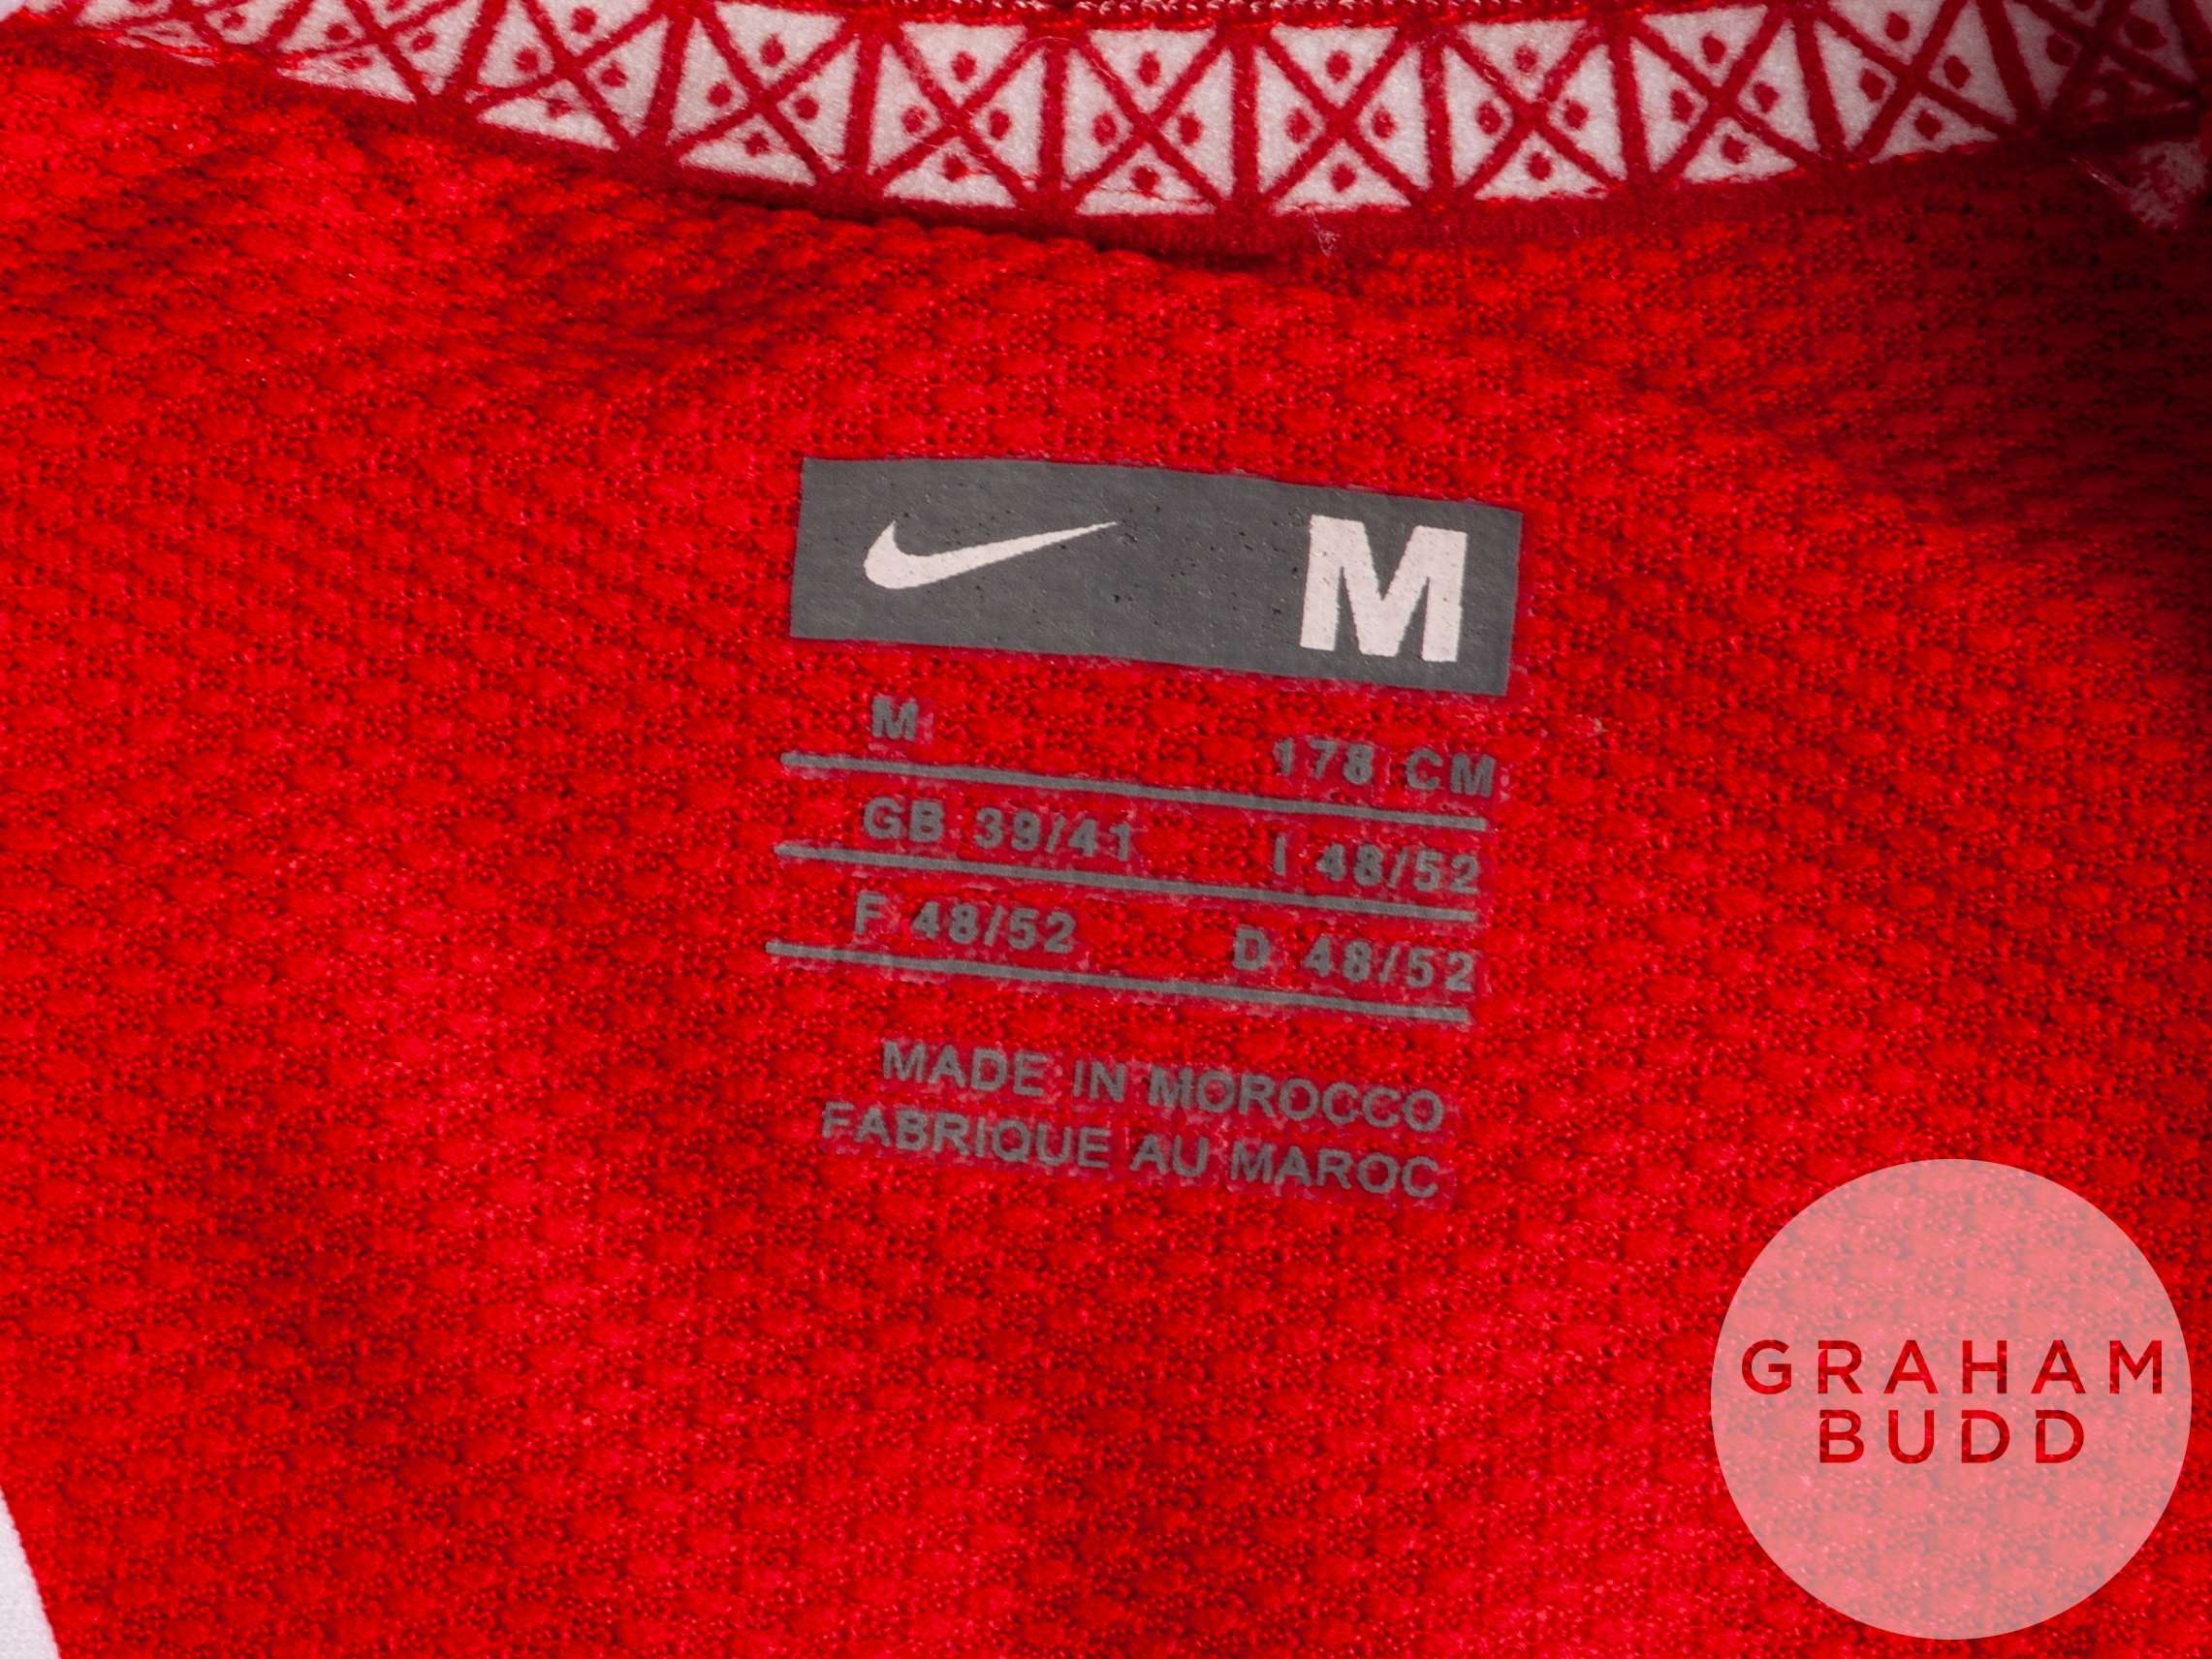 M
M 178 CM
GB 39/41 I 48/52
F 48/52 D 48/52
MADE IN MOROCCO
FABRIQUE AU MAROC
GRAHAM
BUDD